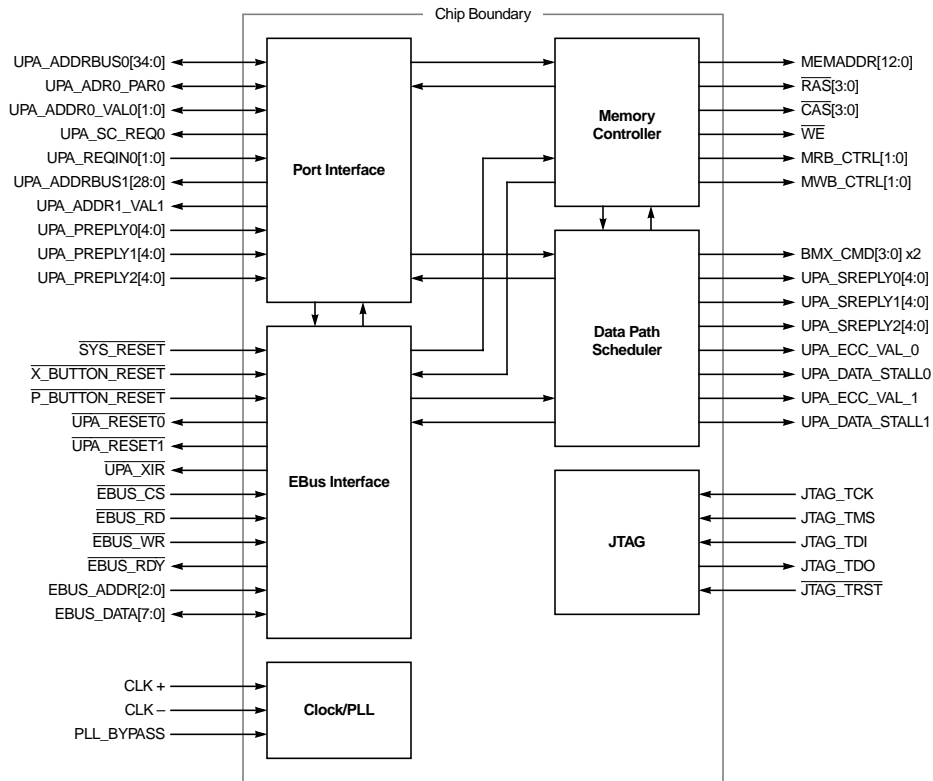 Chip Boundary
UPA_ADDRBUS0[34:0]
UPA_ADR0_PAR0
UPA_ADDR0_VAL0[1:0]
UPA_SC_REQ0
UPA_REQIN0[1:0]
UPA_ADDRBUS1[28:0]
UPA_ADDR1_VAL1
UPA_PREPLY0[4:0]
UPA_PREPLY1[4:0]
UPA_PREPLY2[4:0]
Port Interface
Memory
Controller
MEMADDR[12:0]
RAS[3:0]
CAS[3:0]
WE
MRB_CTRL[1:0]
MWB_CTRL[1:0]
Data Path
Scheduler
BMX_CMD[3:0] x2
UPA_SREPLY0[4:0]
UPA_SREPLY1[4:0]
UPA_SREPLY2[4:0]
UPA_ECC_VAL_0
UPA_DATA_STALL0
UPA_ECC_VAL_1
UPA_DATA_STALL1
SYS_RESET
X_BUTTON_RESET
P_BUTTON_RESET
UPA_RESET0
UPA_RESET1
UPA_XIR
EBUS_CS
EBUS_RD
EBUS_WR
EBUS_RDY
EBUS_ADDR[2:0]
EBUS_DATA[7:0]
EBus Interface
JTAG
JTAG_TCK
JTAG_TMS
JTAG_TDI
JTAG_TDO
JTAG_TRST
CLK +
CLK –
PLL_BYPASS
Clock/PLL